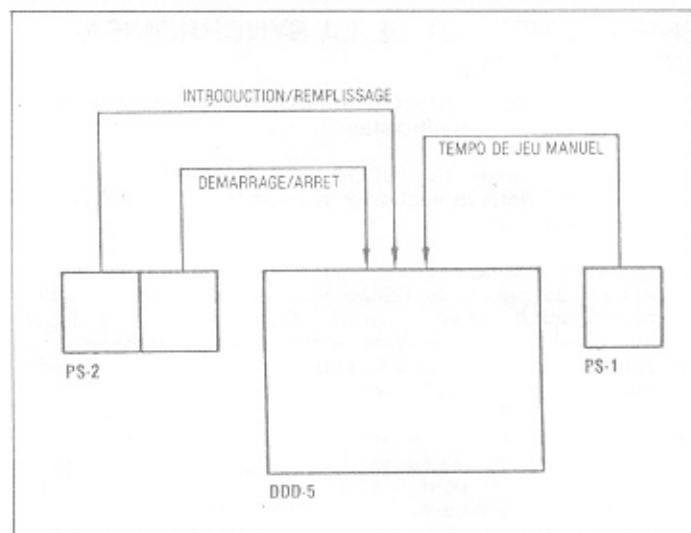 INTRODUCTION/REMPLISSAGE
TEMPO DE JEU MANUEL
DEMARRAGE/ARRET
PS-2
PS-1
DDD-5